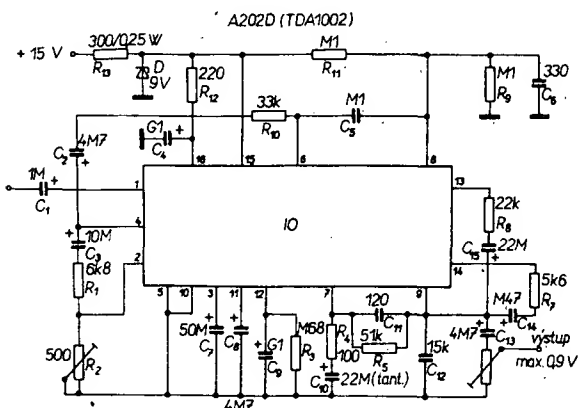 A202D (TDA1002)
+ 15 V
300/0,25 W
R13
D
9V
220
R12
M1
R11
M1
R9
330
C6
33k
R10
M1
C5
G1
C4
4M7
C2
1M
C1
16
15
6
8
1
4
2
13
14
IO
10M
C3
6k8
R1
22k
R8
C15
22M
5k6
R7
M47
C14
5
10
3
11
12
7
9
500
R2
50M
C7
C8
4M7
G1
C9
M68
R3
R4
100
C10
22M (tant.)
120
C11
51k
R5
15k
C12
4M7
C13
výstup
max. 0,9 V